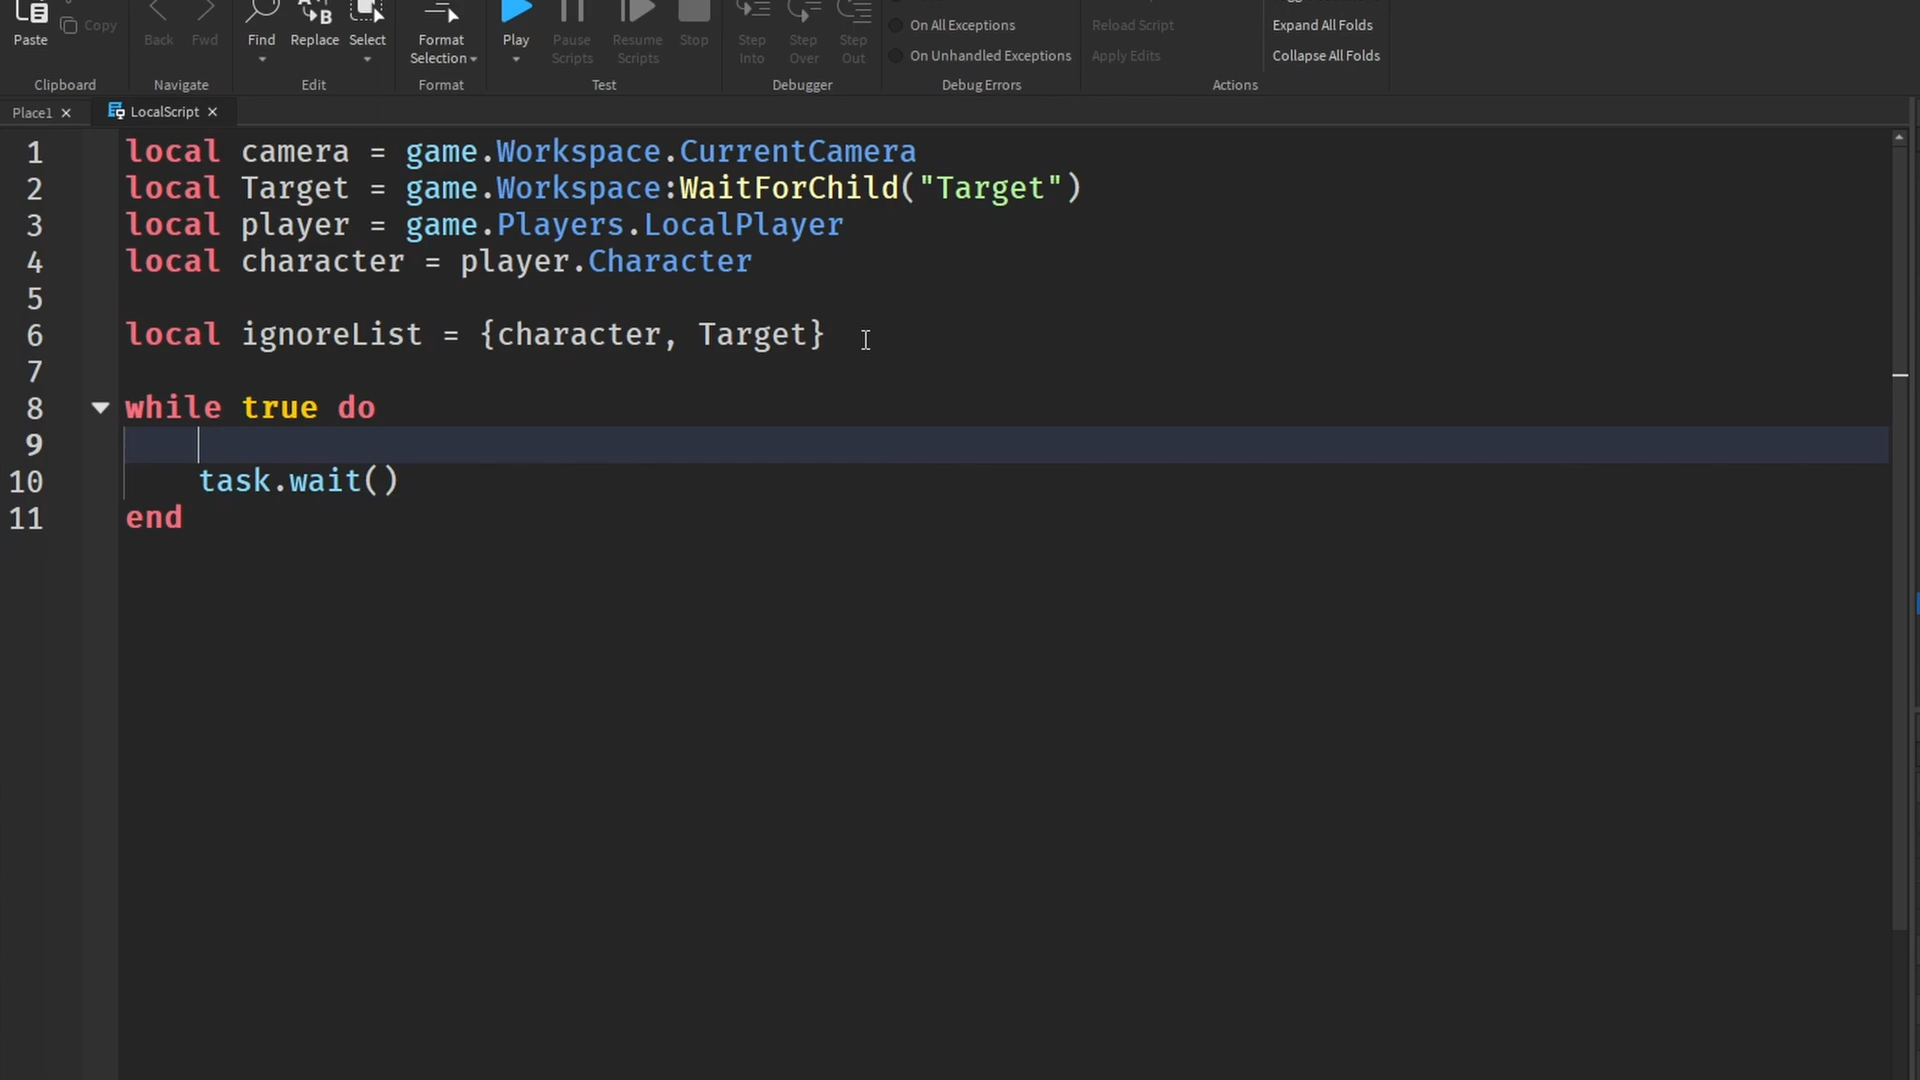 Paste
Copy
Back
Fwd
Find
Replace
Select
Format
Selection
Play
Pause
Scripts
Resume
Scripts
Stop
Step
Into
Step
Over
Step
Out
On All Exceptions
On Unhandled Exceptions
Reload Script
Apply Edits
Expand All Folds
Collapse All Folds
Clipboard
Navigate
Edit
Format
Test
Debugger
Debug Errors
Actions
Place1
LocalScript
1 local camera = game.Workspace.CurrentCamera
2 local Target = game.Workspace:WaitForChild("Target")
3 local player = game.Players.LocalPlayer
4 local character = player.Character
5
6 local ignoreList = {character, Target}
7
8 while true do
9
10 task.wait()
11 end